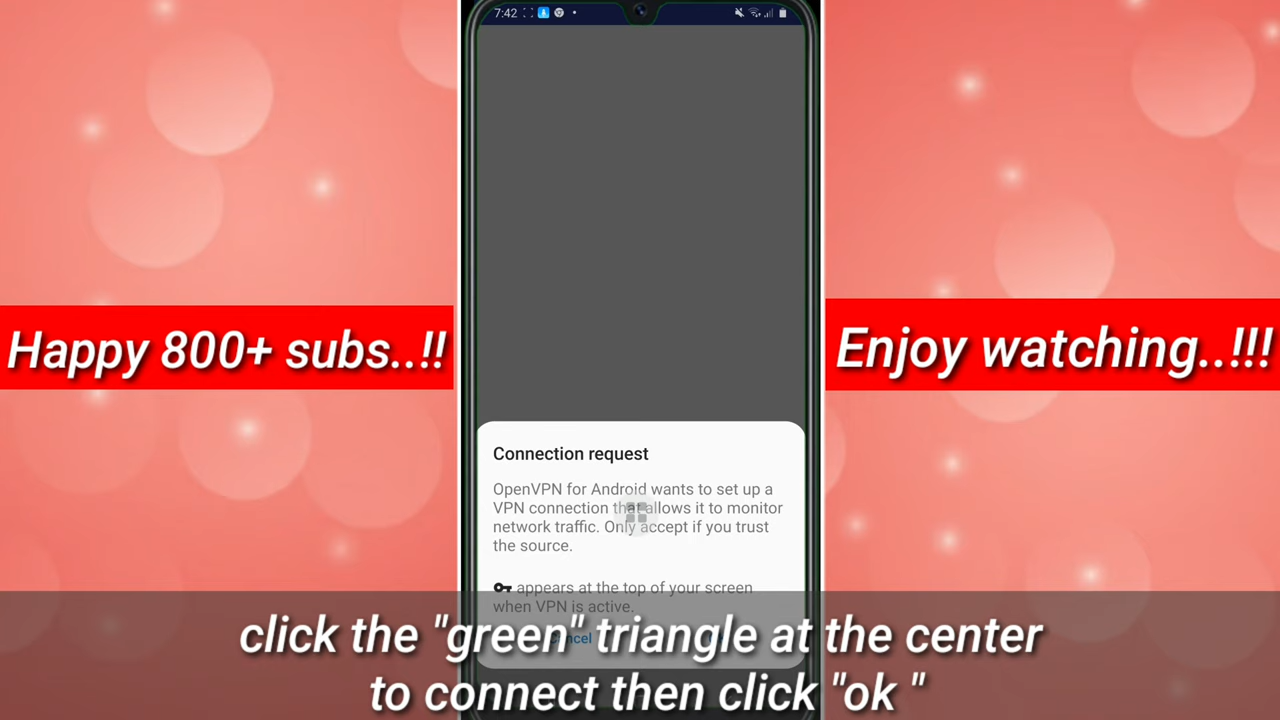 7:42
Happy 800+ subs..!!
Enjoy watching..!!!
Connection request
OpenVPN for Android wants to set up a
VPN connection that allows it to monitor
network traffic. Only accept if you trust
the source.
appears at the top of your screen
when VPN is active.
Cancel
click the "green" triangle at the center
to connect then click "ok "